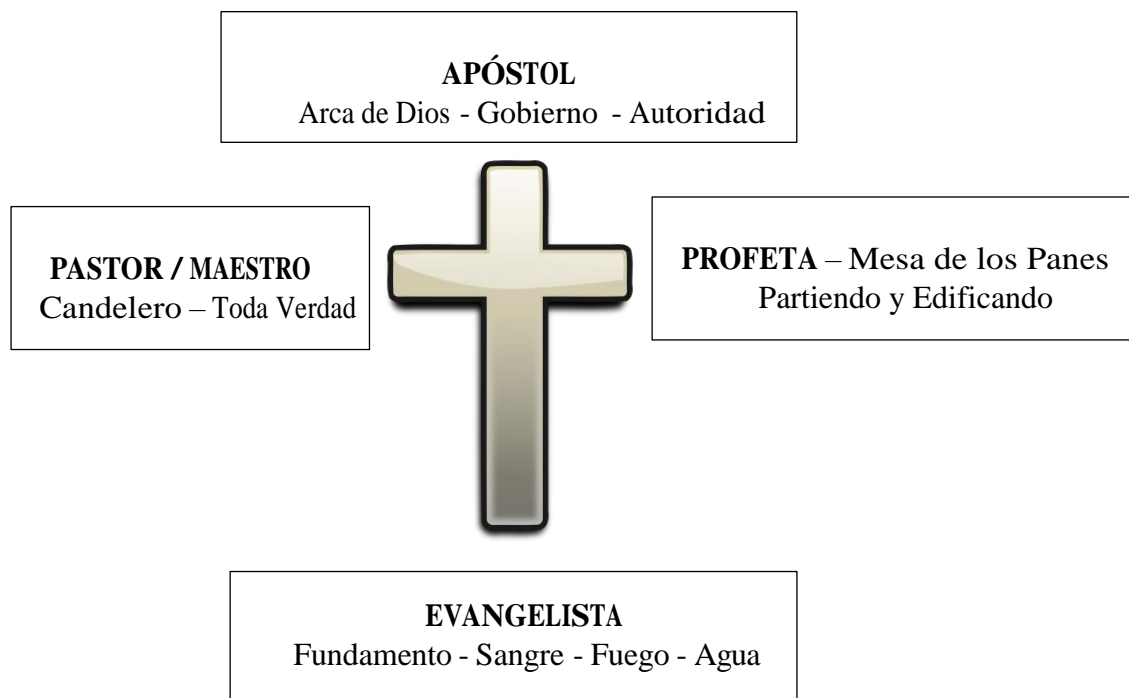 APÓSTOL
Arca de Dios - Gobierno - Autoridad
PASTOR / MAESTRO
Candelero – Toda Verdad
PROFETA – Mesa de los Panes
Partiendo y Edificando
EVANGELISTA
Fundamento - Sangre - Fuego - Agua